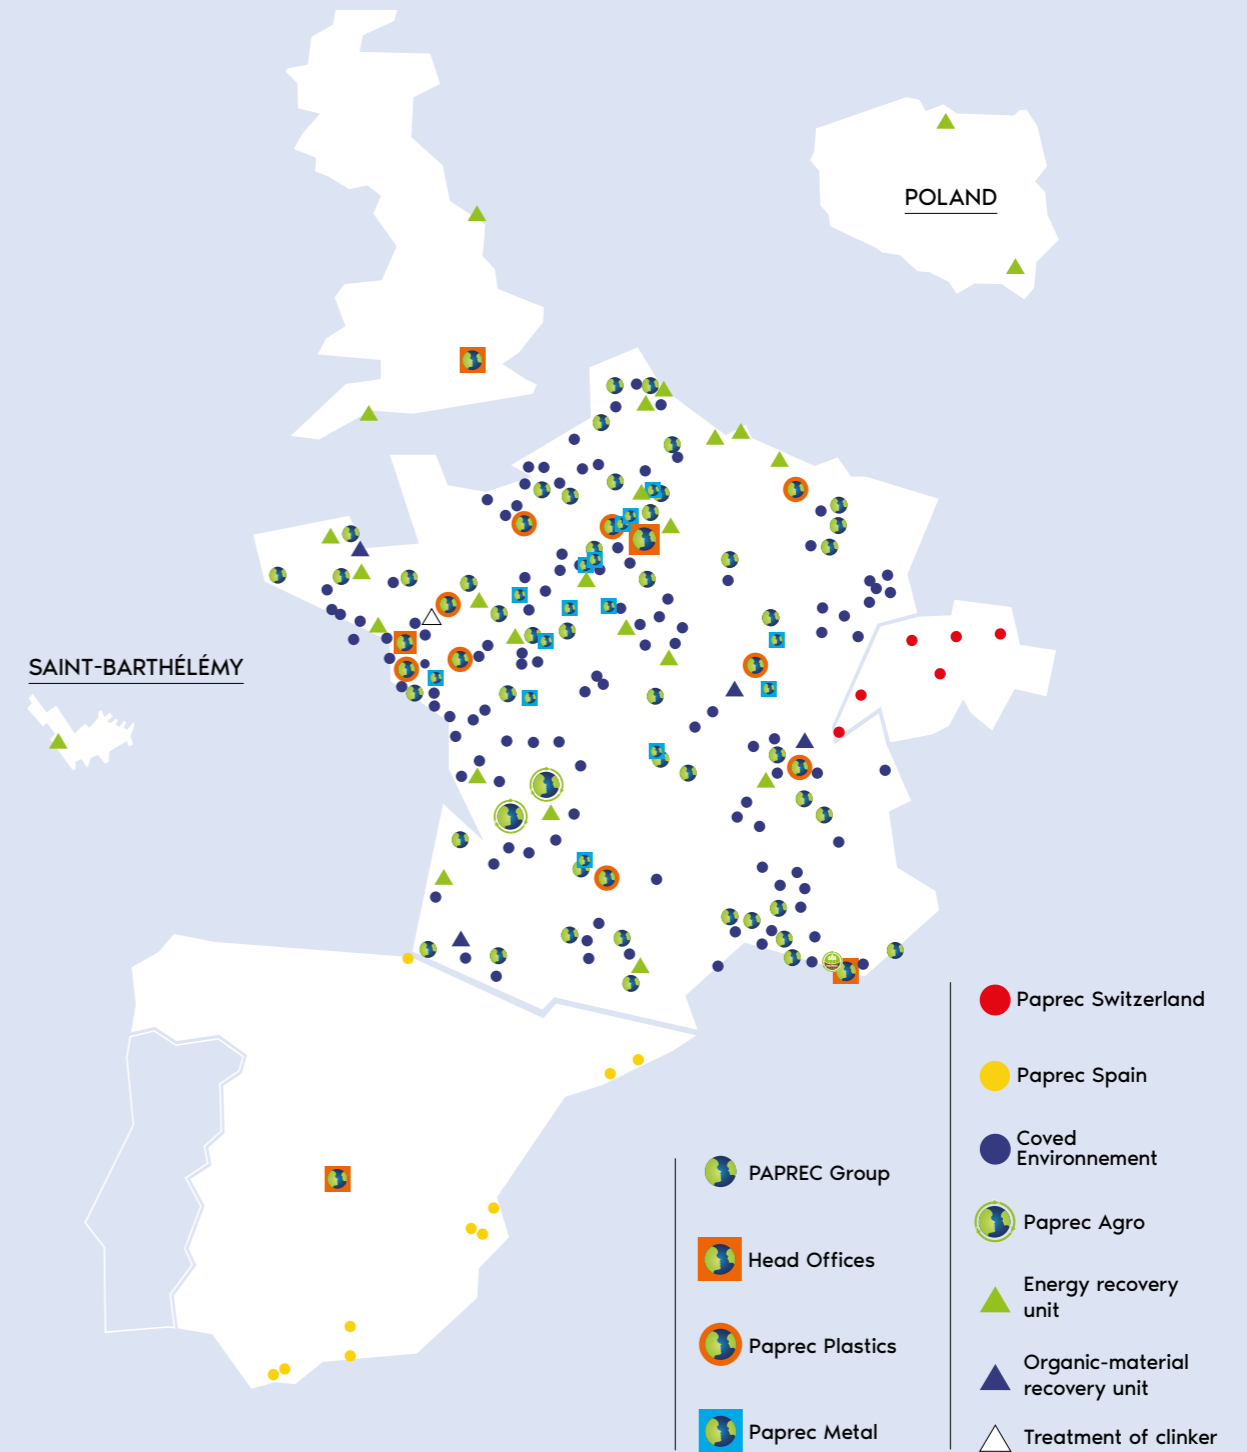 POLAND
SAINT-BARTHÉLÉMY
PAPREC Group
Head Offices
Paprec Plastics
Paprec Metal
Paprec Switzerland
Paprec Spain
Coved
Environnement
Paprec Agro
Energy recovery
unit
Organic-material
recovery unit
Treatment of clinker